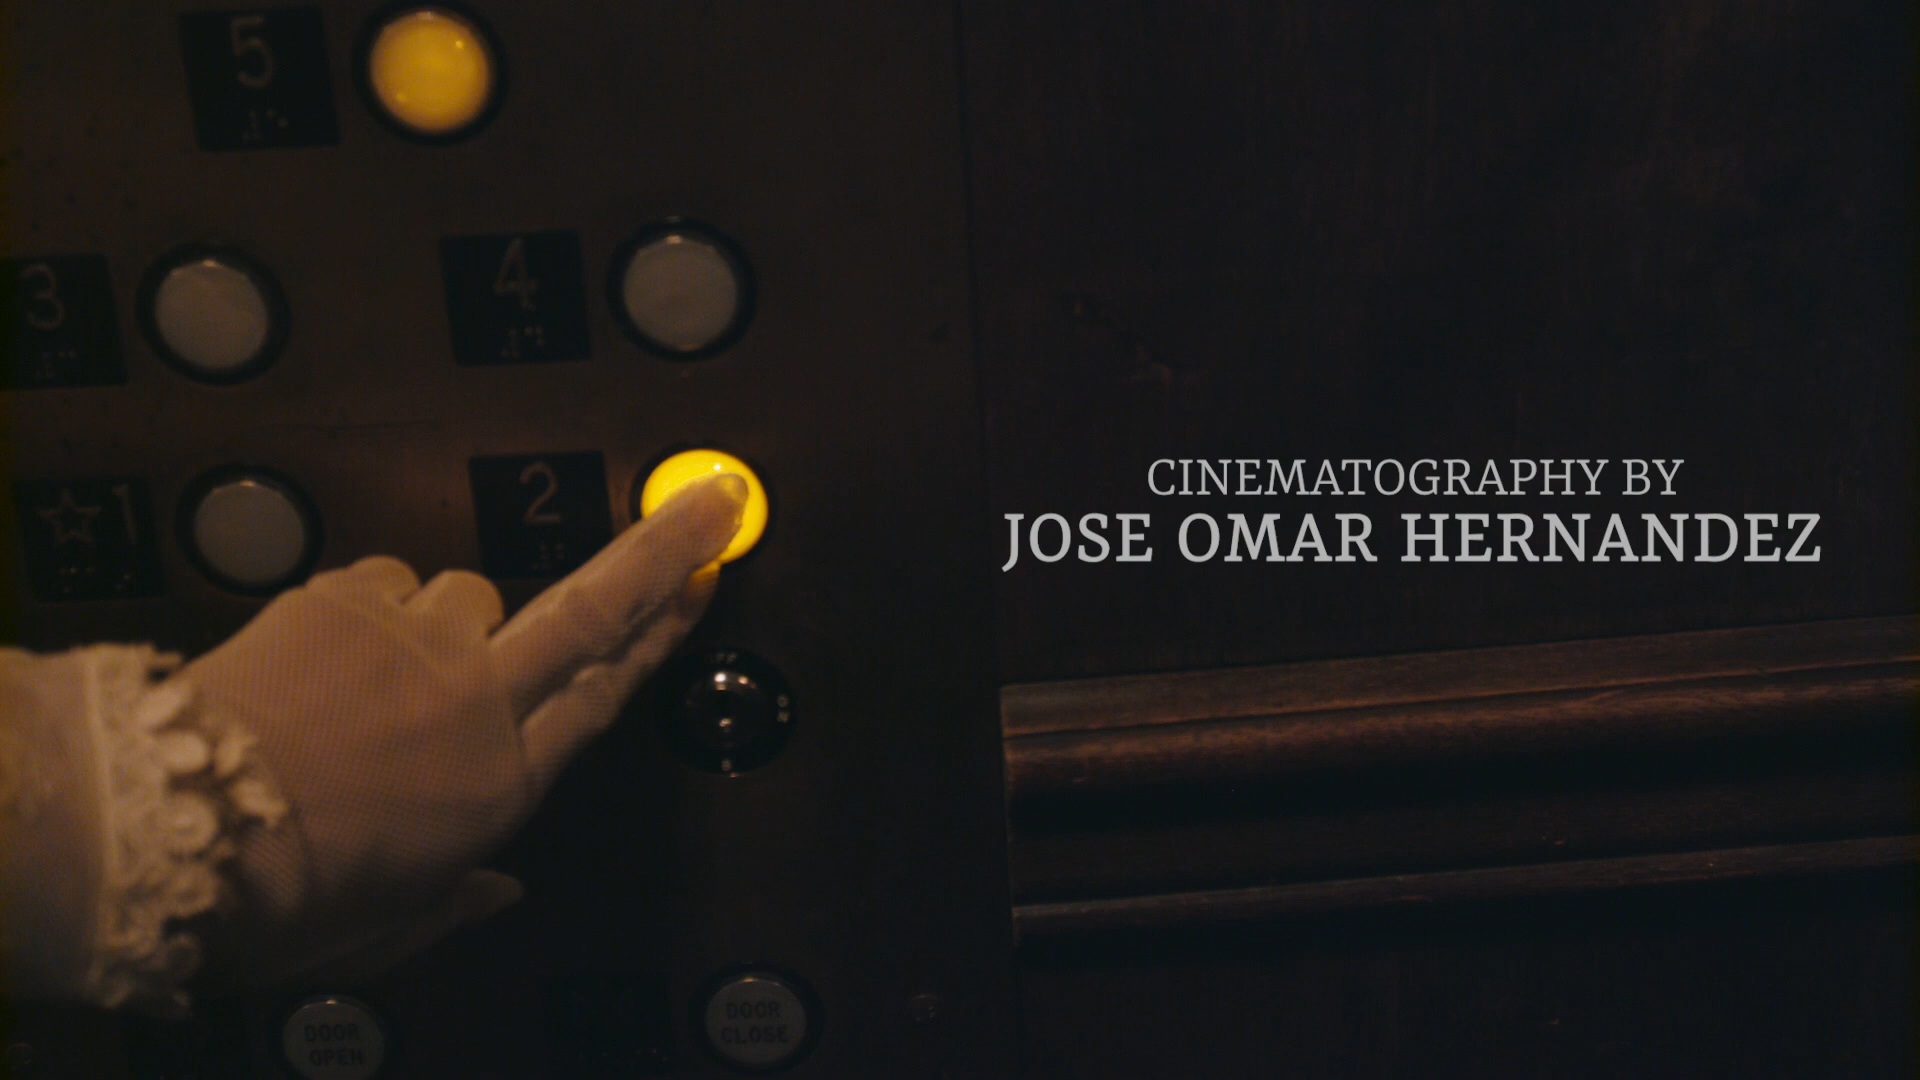 5
3
4
☆1
2
CINEMATOGRAPHY BY
JOSE OMAR HERNANDEZ
DOOR
OPEN
DOOR
CLOSE